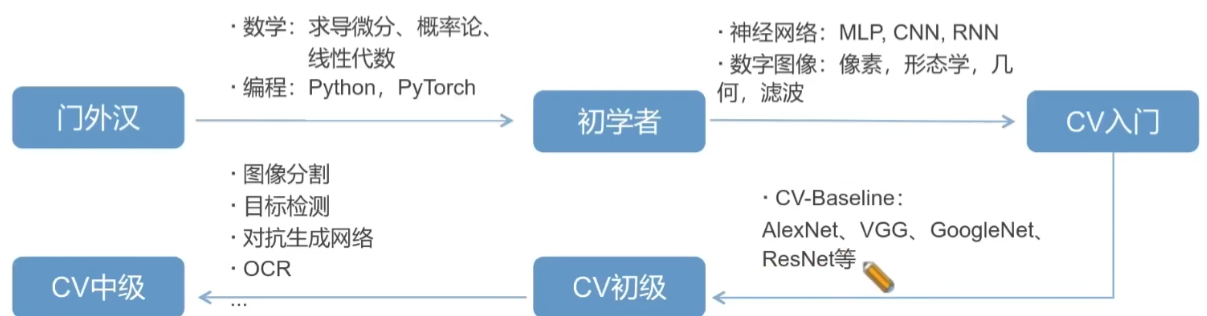 门外汉
· 数学：求导微分、概率论、
线性代数
· 编程：Python，PyTorch
初学者
· 神经网络：MLP, CNN, RNN
· 数字图像：像素，形态学，几
何，滤波
CV入门
· CV-Baseline：
AlexNet、VGG、GoogleNet、
ResNet等
CV初级
· 图像分割
· 目标检测
· 对抗生成网络
· OCR
...
CV中级